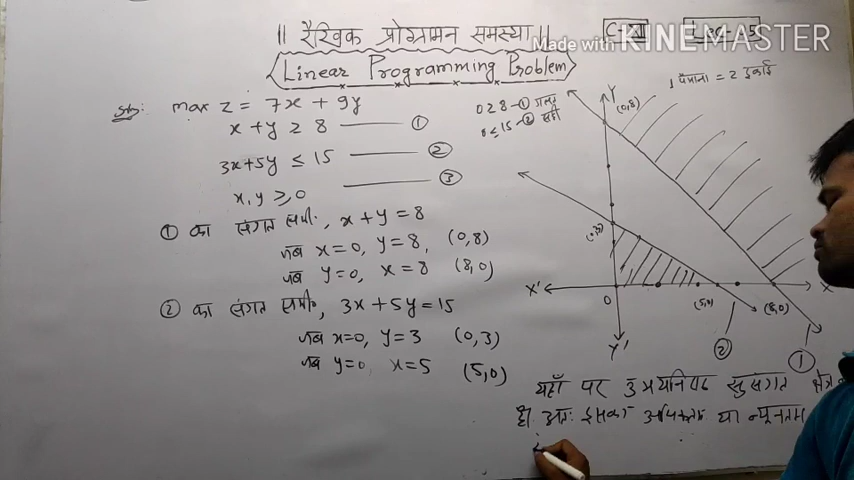 || रैखिक प्रोग्रामन समस्या ||
C-XII
Made with KINEMASTER
Linear Programming Problem
max z = 7x + 9y
x + y ≥ 8 ①
3x + 5y ≤ 15 ②
x, y ≥, 0 ③
① का संगत समी., x + y = 8
जब x = 0, y = 8, (0,8)
जब y = 0, x = 8 (8,0)
② का संगत समी., 3x + 5y = 15
जब x=0, y = 3 (0,3)
जब y=0, x = 5 (5,0)
0 ≥ 8 - ① गलत
0 ≤ 15 - ② सही
1 पैमाना = 2 इकाई
Y
(0,8)
(0,3)
X'
0
(5,0)
(8,0)
X
Y'
②
①
यहाँ पर सुसंगत क्षेत्र
है। अतः इसका या न्यूनतम